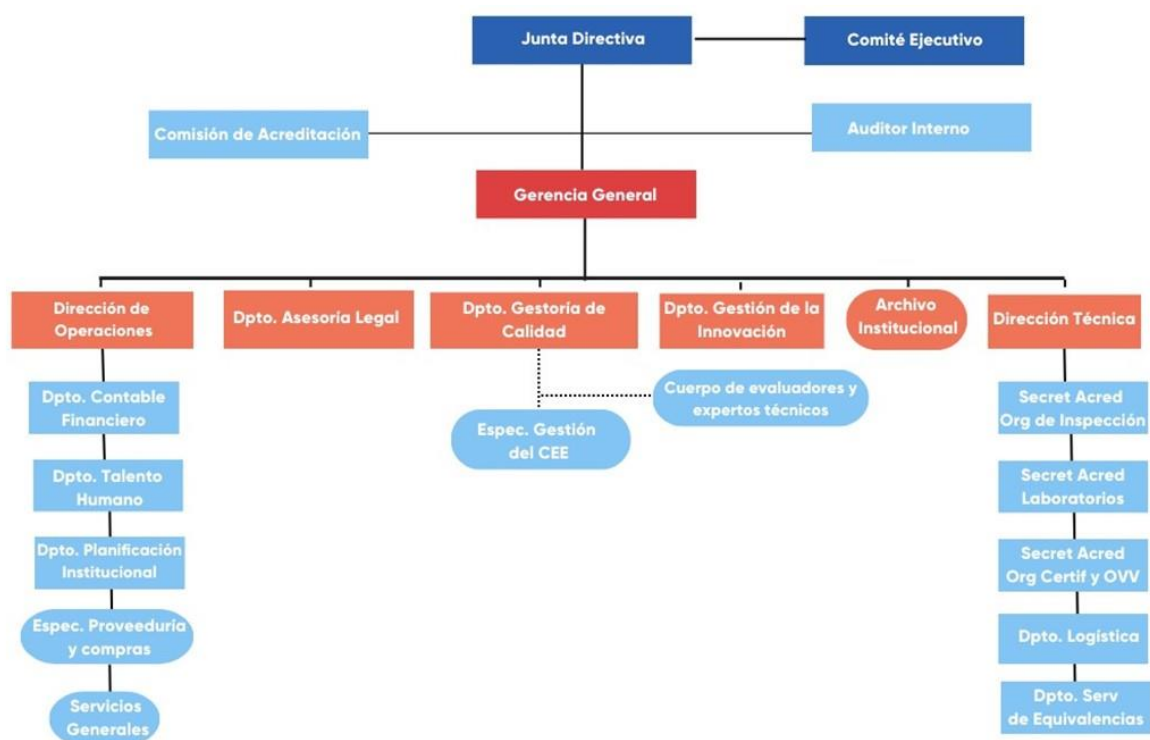 Junta Directiva
Comité Ejecutivo
Comisión de Acreditación
Auditor Interno
Gerencia General
Dirección de
Operaciones
Dpto. Asesoría Legal
Dpto. Gestoría de
Calidad
Dpto. Gestión de la
Innovación
Archivo
Institucional
Dirección Técnica
Dpto. Contable
Financiero
Dpto. Talento
Humano
Dpto. Planificación
Institucional
Espec. Proveeduría
y compras
Servicios
Generales
Espec. Gestión
del CEE
Cuerpo de evaluadores y
expertos técnicos
Secret Acred
Org de Inspección
Secret Acred
Laboratorios
Secret Acred
Org Certif y OVV
Dpto. Logística
Dpto. Serv
de Equivalencias